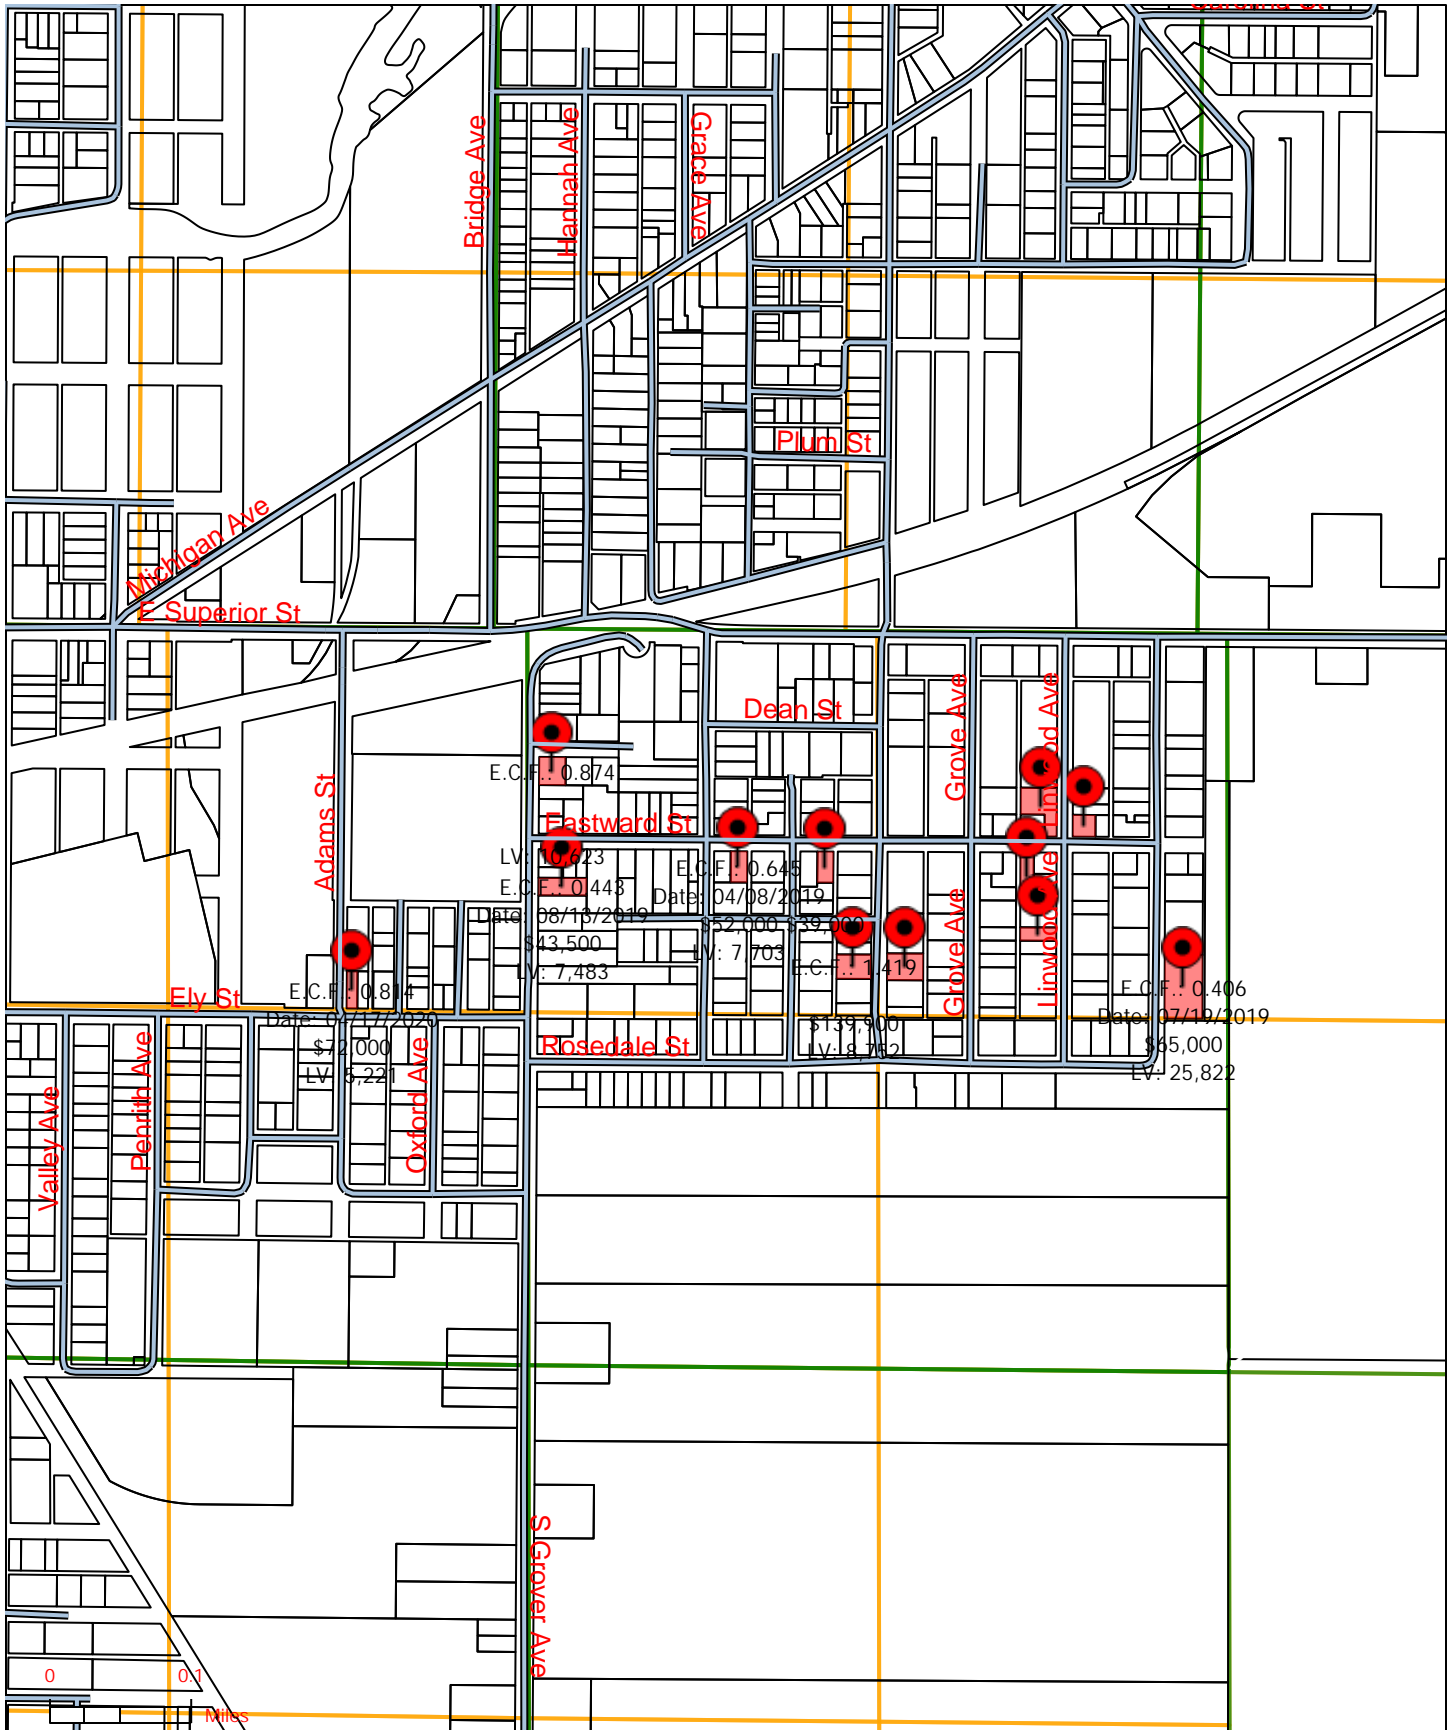 Bridge Ave
Hannah Ave
Grace Ave
Plum St
Michigan Ave
E Superior St
Dean St
Grove Ave
E.C.F.: 0.874
Adams St
Eastward St
LV: 10,623
E.C.F.: 0.443
Date: 08/13/2019
$43,500
LV: 7,483
E.C.F.: 0.645
Date: 04/08/2019
$52,000
$39,000
LV: 7,703
E.C.F.: 1.419
$139,900
LV: 8,752
Grove Ave
Linwood Ave
E.C.F.: 0.406
Date: 07/19/2019
$65,000
LV: 25,822
Ely St
E.C.F.: 0.814
Date: 04/17/2020
$72,000
LV: 5,221
Rosedale St
Valley Ave
Penrith Ave
Oxford Ave
S Grover Ave
0
0.1
Miles